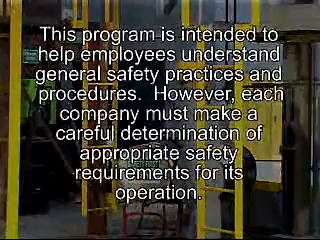 This program is intended to
help employees understand
general safety practices and
procedures. However, each
company must make a
careful determination of
appropriate safety
requirements for its
operation.